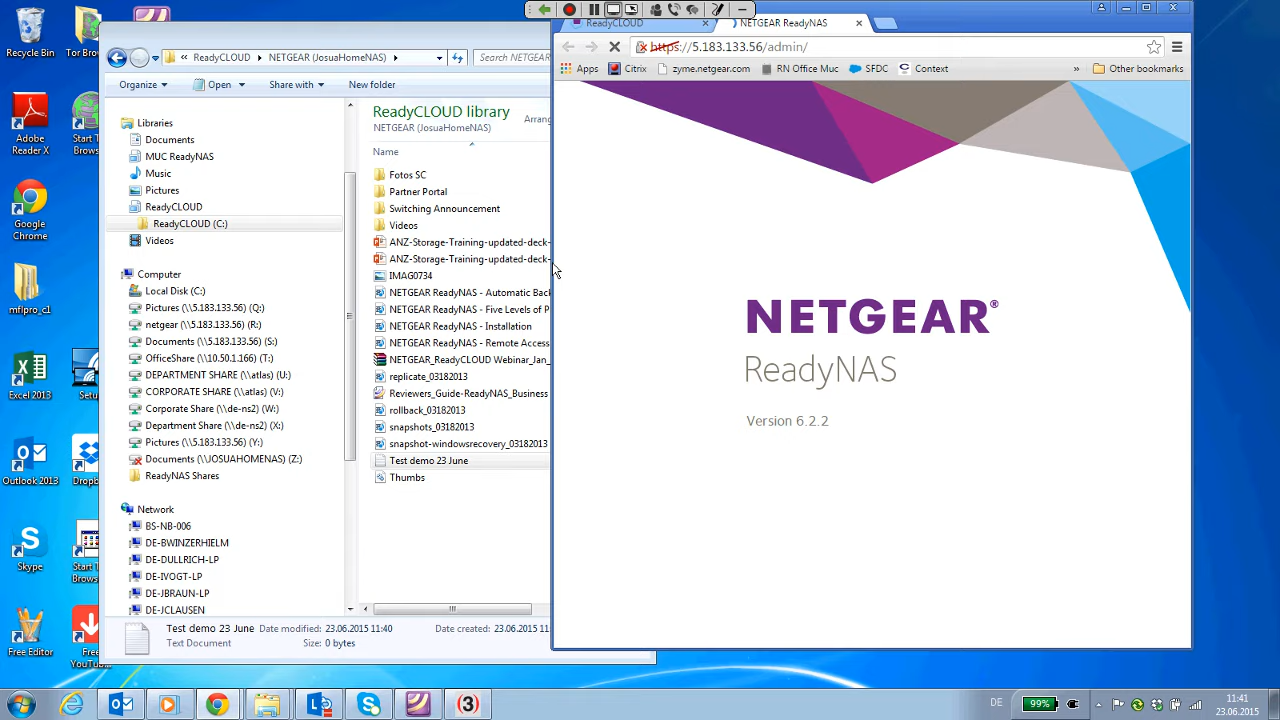 Recycle Bin
Tor Bro
Adobe
Reader X
Start T
Brows
Google
Chrome
mflpro_c1
Excel 2013
Setu
Outlook 2013
Dropb
Skype
Start T
Brows
Free Editor
Free
YouTu...
« ReadyCLOUD ▸ NETGEAR (JosuaHomeNAS) ▸
Search NETGEAR
Organize
Open
Share with
New folder
Libraries
Documents
MUC ReadyNAS
Music
Pictures
ReadyCLOUD
ReadyCLOUD (C:)
Videos
Computer
Local Disk (C:)
Pictures (\\5.183.133.56) (Q:)
netgear (\\5.183.133.56) (R:)
Documents (\\5.183.133.56) (S:)
OfficeShare (\\10.50.1.166) (T:)
DEPARTMENT SHARE (\\atlas) (U:)
CORPORATE SHARE (\\atlas) (V:)
Corporate Share (\\de-ns2) (W:)
Department Share (\\de-ns2) (X:)
Pictures (\\5.183.133.56) (Y:)
Documents (\\JOSUAHOMENAS) (Z:)
ReadyNAS Shares
Network
BS-NB-006
DE-BWINZERHIELM
DE-DULLRICH-LP
DE-IVOGT-LP
DE-JBRAUN-LP
DE-JCLAUSEN
ReadyCLOUD library
NETGEAR (JosuaHomeNAS)
Arrang
Name
Fotos SC
Partner Portal
Switching Announcement
Videos
ANZ-Storage-Training-updated-deck-
ANZ-Storage-Training-updated-deck-
IMAG0734
NETGEAR ReadyNAS - Automatic Back
NETGEAR ReadyNAS - Five Levels of P
NETGEAR ReadyNAS - Installation
NETGEAR ReadyNAS - Remote Access
NETGEAR_ReadyCLOUD Webinar_Jan_
replicate_03182013
Reviewers_Guide-ReadyNAS_Business
rollback_03182013
snapshots_03182013
snapshot-windowsrecovery_03182013
Test demo 23 June
Thumbs
Test demo 23 June Date modified: 23.06.2015 11:40 Date created: 23.06.2015 11:
Text Document Size: 0 bytes
ReadyCLOUD
NETGEAR ReadyNAS
https://5.183.133.56/admin/
Apps
Citrix
zyme.netgear.com
RN Office Muc
SFDC
Context
»
Other bookmarks
NETGEAR®
ReadyNAS
Version 6.2.2
(3)
DE
99%
11:41
23.06.2015